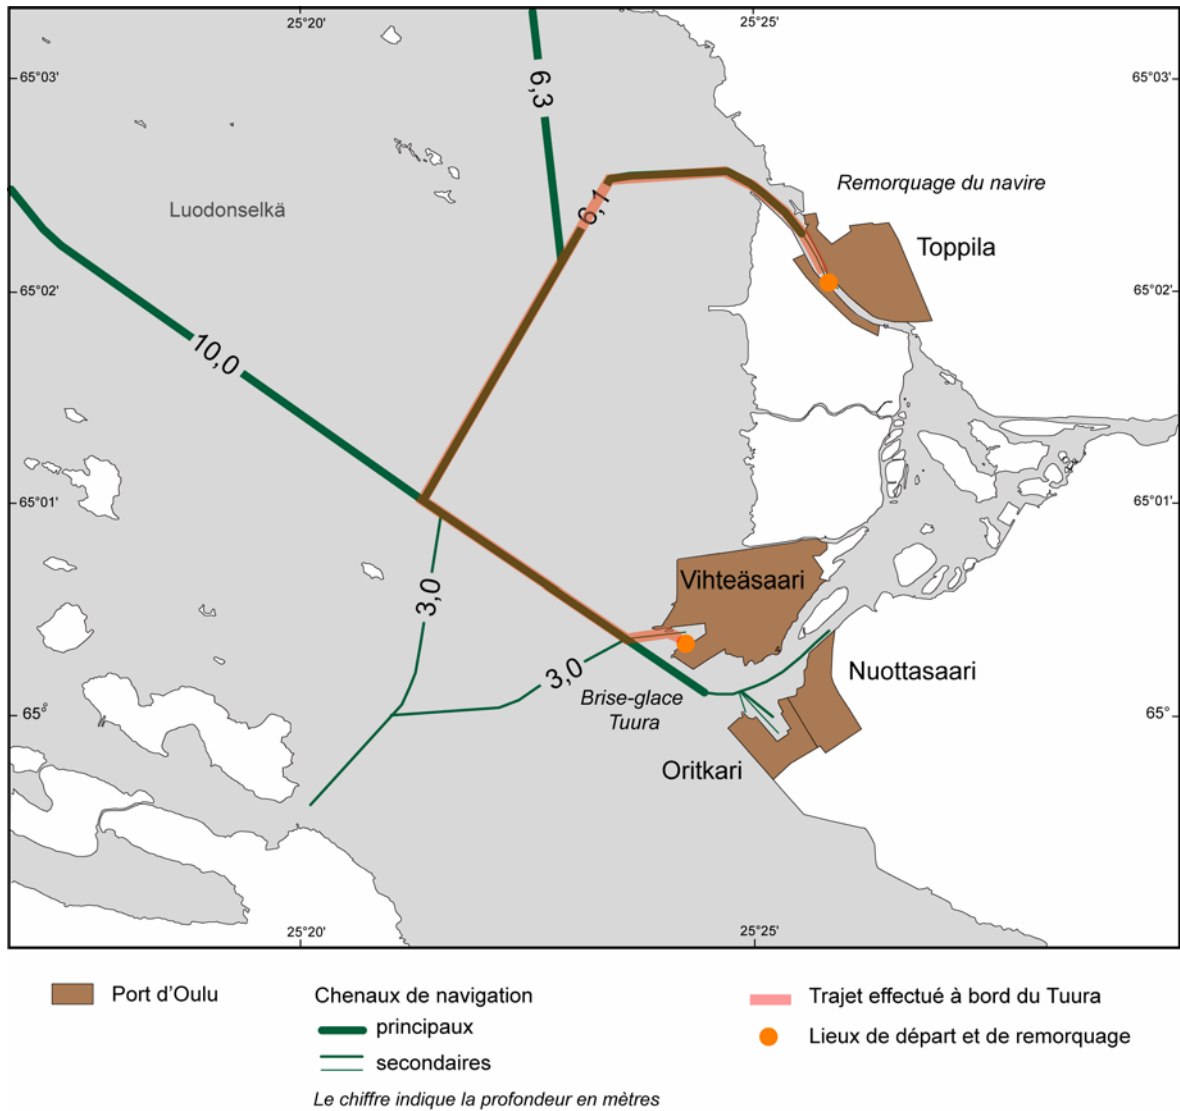 25°20'
25°25'
65°03'
65°03'
6,3
Remorquage du navire
Luodonselkä
6,1
Toppila
65°02'
65°02'
10,0
65°01'
65°01'
Vihteäsaari
3,0
3,0
Nuottasaari
Brise-glace
Tuura
65°
65°
Oritkari
25°20'
25°25'
Port d'Oulu
Chenaux de navigation
principaux
secondaires
Le chiffre indique la profondeur en mètres
Trajet effectué à bord du Tuura
Lieux de départ et de remorquage